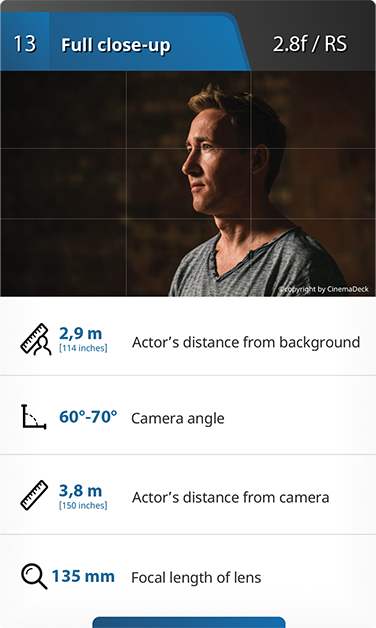 13 Full close-up 2.8f / RS
©copyright by CinemaDeck
2,9 m
[114 inches]
Actor's distance from background
60°-70° Camera angle
3,8 m
[150 inches]
Actor's distance from camera
135 mm Focal length of lens